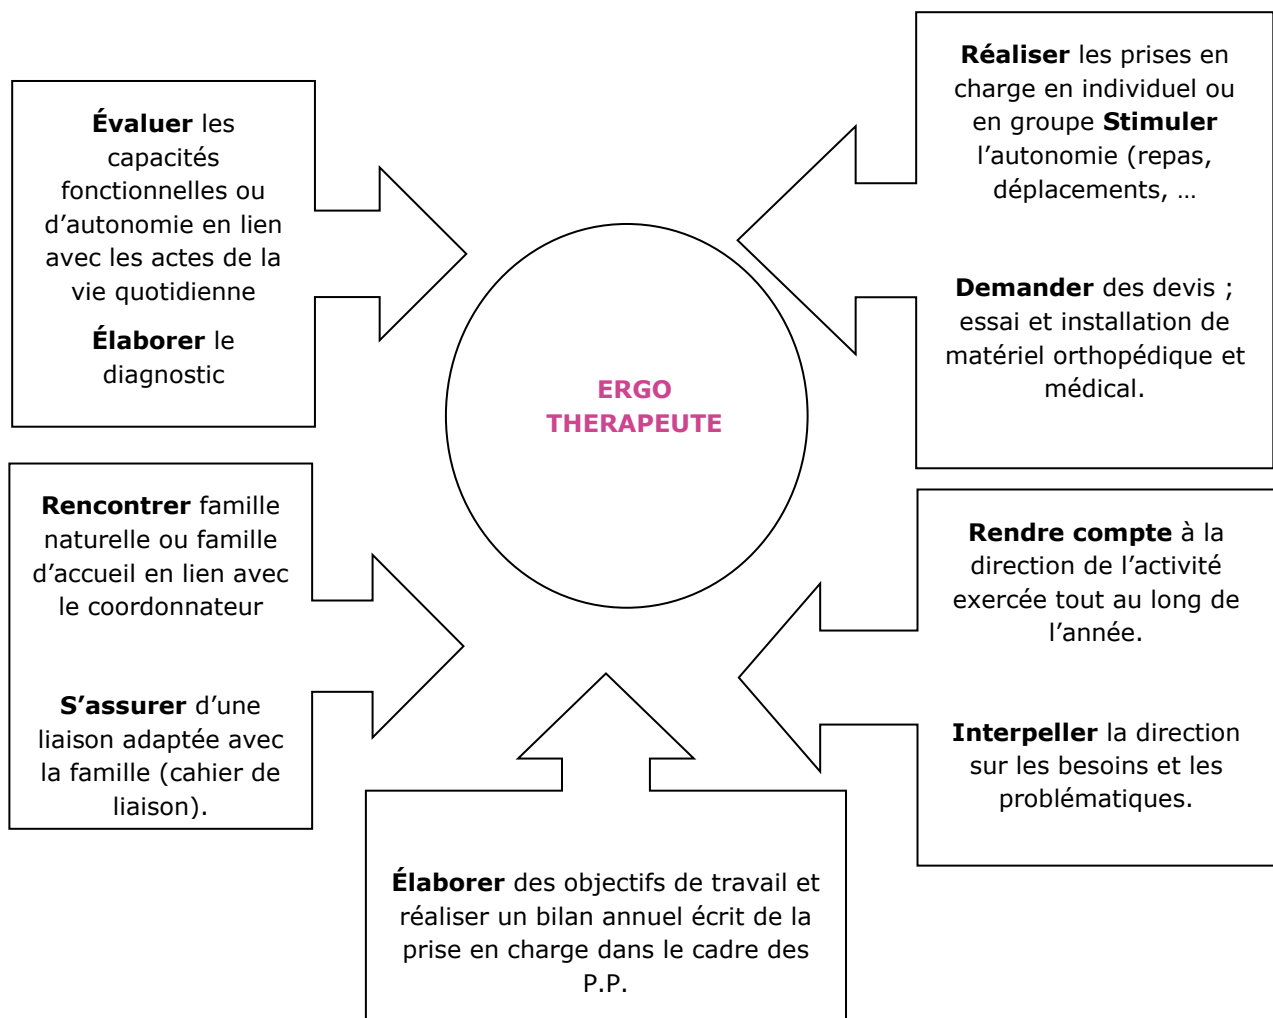 Évaluer les
capacités
fonctionnelles ou
d’autonomie en lien
avec les actes de la
vie quotidienne
Élaborer le
diagnostic
Réaliser les prises en
charge en individuel ou
en groupe Stimuler
l’autonomie (repas,
déplacements, …
Demander des devis ;
essai et installation de
matériel orthopédique et
médical.
ERGO
THERAPEUTE
Rencontrer famille
naturelle ou famille
d’accueil en lien avec
le coordonnateur
S’assurer d’une
liaison adaptée avec
la famille (cahier de
liaison).
Rendre compte à la
direction de l’activité
exercée tout au long de
l’année.
Interpeller la direction
sur les besoins et les
problématiques.
Élaborer des objectifs de travail et
réaliser un bilan annuel écrit de la
prise en charge dans le cadre des
P.P.